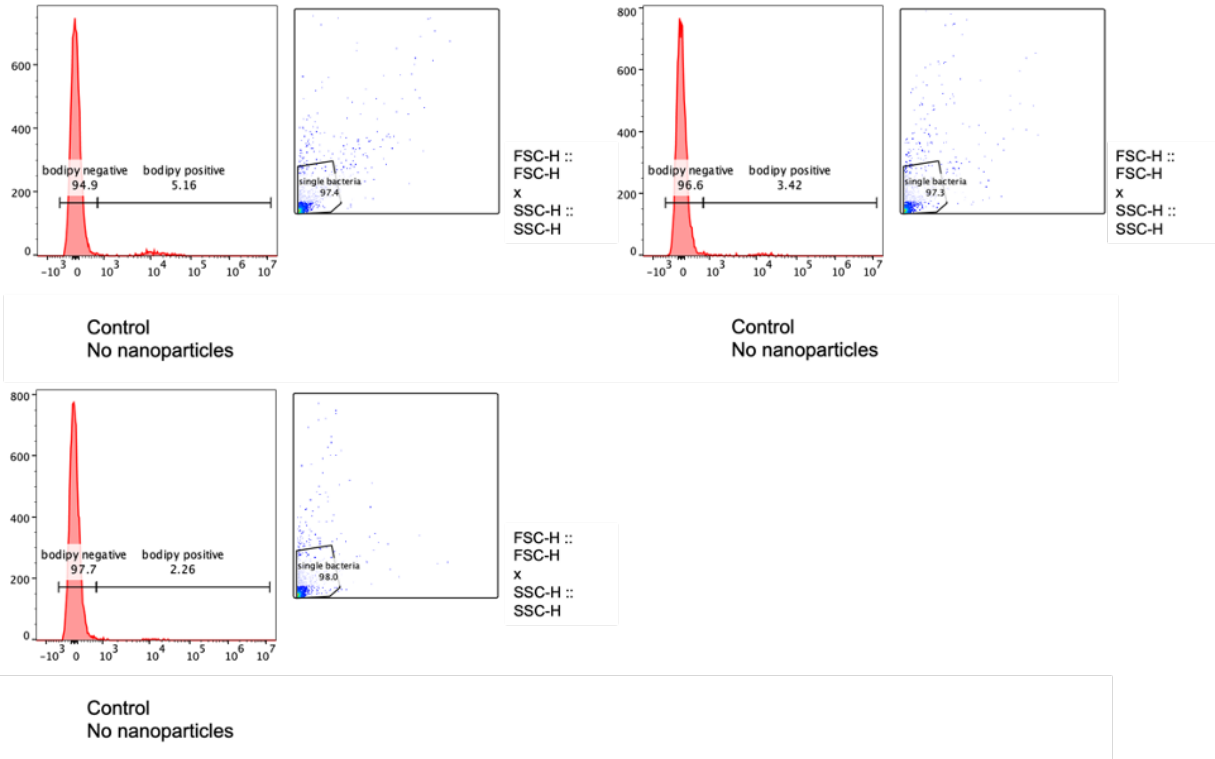 800
600
600
400
400
200
200
0
0
bodipy negative
94.9
bodipy positive
5.16
-10³ 0 10³ 10⁴ 10⁵ 10⁶ 10⁷
single bacteria
97.4
FSC-H ::
FSC-H
x
SSC-H ::
SSC-H
bodipy negative
96.6
bodipy positive
3.42
-10³ 0 10³ 10⁴ 10⁵ 10⁶ 10⁷
single bacteria
97.3
FSC-H ::
FSC-H
x
SSC-H ::
SSC-H
Control
No nanoparticles
Control
No nanoparticles
800
600
400
200
0
bodipy negative
97.7
bodipy positive
2.26
-10³ 0 10³ 10⁴ 10⁵ 10⁶ 10⁷
single bacteria
98.0
FSC-H ::
FSC-H
x
SSC-H ::
SSC-H
Control
No nanoparticles